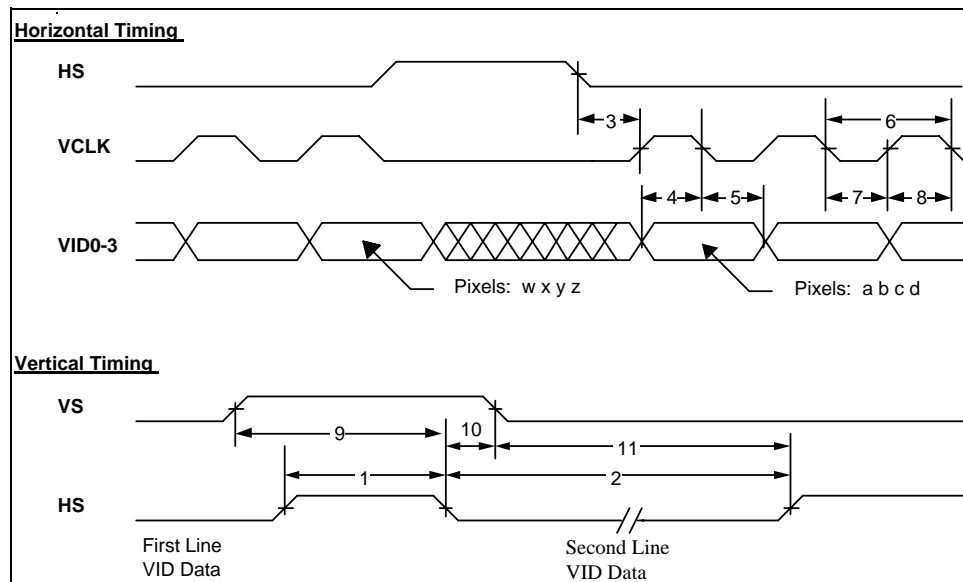 Horizontal Timing
HS
3
6
VCLK
4
5
7
8
VID0-3
Pixels: w x y z
Pixels: a b c d
Vertical Timing
VS
9
10
11
1
2
HS
First Line
VID Data
Second Line
VID Data